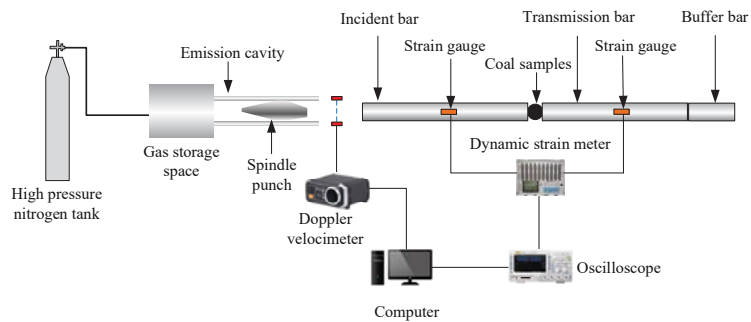 Incident bar
Transmission bar
Buffer bar
Emission cavity
Strain gauge
Strain gauge
Coal samples
Gas storage
space
Spindle
punch
Dynamic strain meter
High pressure
nitrogen tank
Doppler
velocimeter
Oscilloscope
Computer